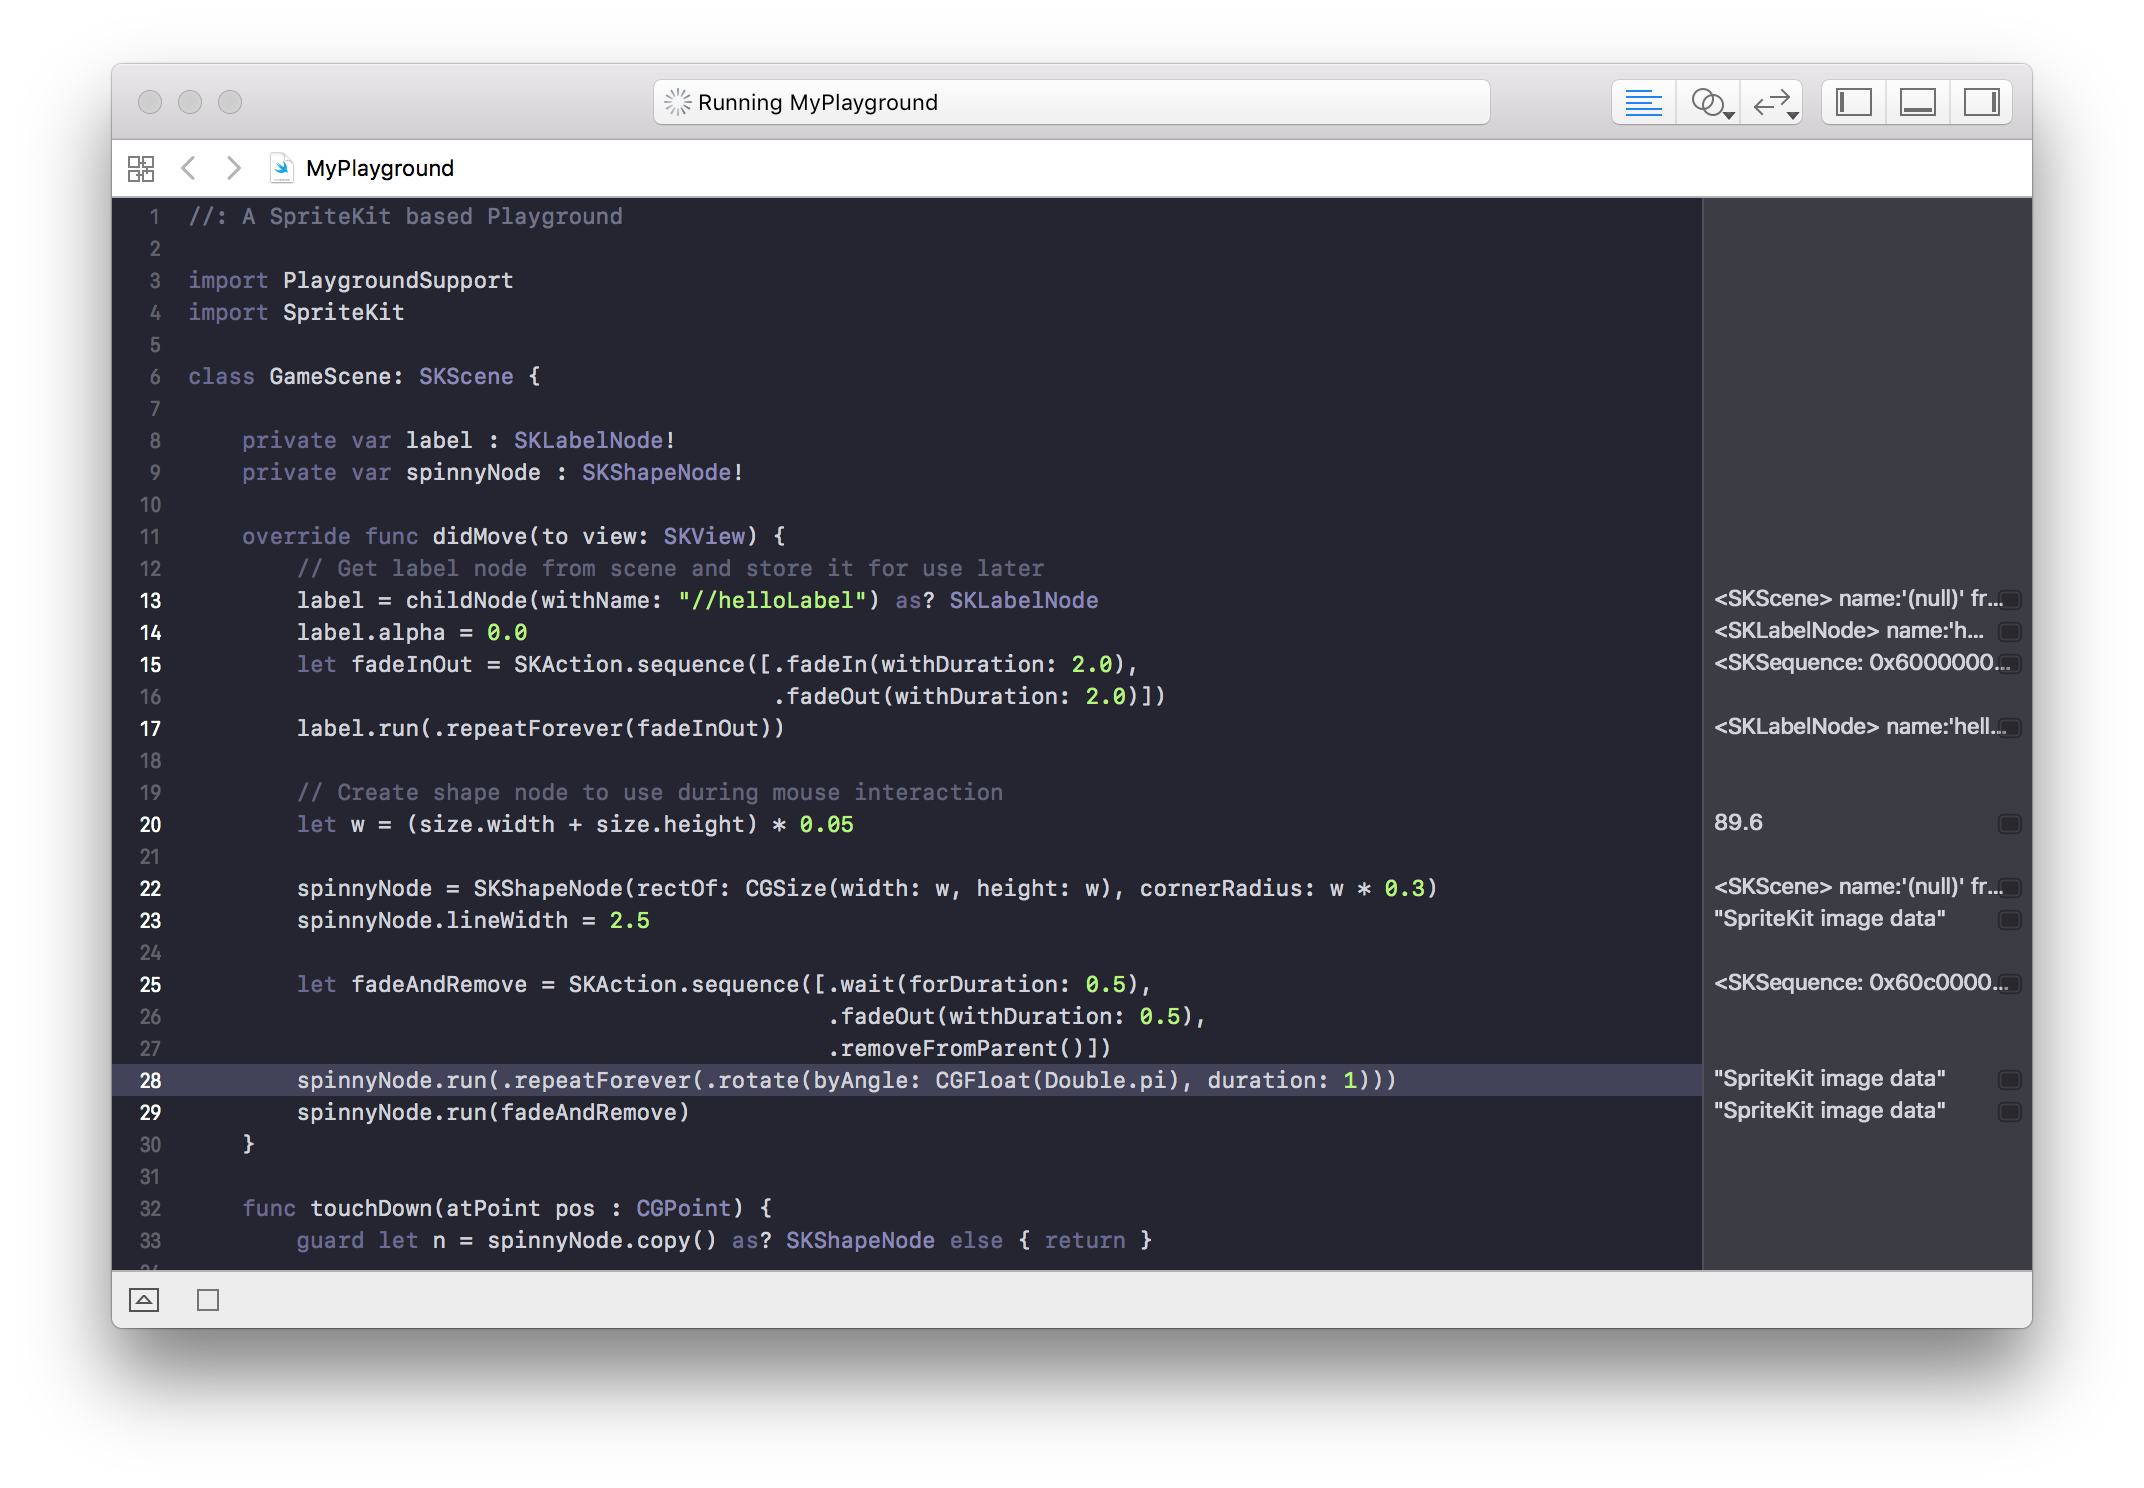 Running MyPlayground
MyPlayground
1 //: A SpriteKit based Playground
2
3 import PlaygroundSupport
4 import SpriteKit
5
6 class GameScene: SKScene {
7
8     private var label : SKLabelNode!
9     private var spinnyNode : SKShapeNode!
10
11     override func didMove(to view: SKView) {
12         // Get label node from scene and store it for use later
13         label = childNode(withName: "//helloLabel") as? SKLabelNode <SKScene> name:'(null)' fr...
14         label.alpha = 0.0 <SKLabelNode> name:'h...
15         let fadeInOut = SKAction.sequence([.fadeIn(withDuration: 2.0), <SKSequence: 0x6000000...
16                                            .fadeOut(withDuration: 2.0)])
17         label.run(.repeatForever(fadeInOut)) <SKLabelNode> name:'hell...
18
19         // Create shape node to use during mouse interaction
20         let w = (size.width + size.height) * 0.05 89.6
21
22         spinnyNode = SKShapeNode(rectOf: CGSize(width: w, height: w), cornerRadius: w * 0.3) <SKScene> name:'(null)' fr...
23         spinnyNode.lineWidth = 2.5 "SpriteKit image data"
24
25         let fadeAndRemove = SKAction.sequence([.wait(forDuration: 0.5), <SKSequence: 0x60c0000...
26                                                .fadeOut(withDuration: 0.5),
27                                                .removeFromParent()])
28         spinnyNode.run(.repeatForever(.rotate(byAngle: CGFloat(Double.pi), duration: 1))) "SpriteKit image data"
29         spinnyNode.run(fadeAndRemove) "SpriteKit image data"
30     }
31
32     func touchDown(atPoint pos : CGPoint) {
33         guard let n = spinnyNode.copy() as? SKShapeNode else { return }